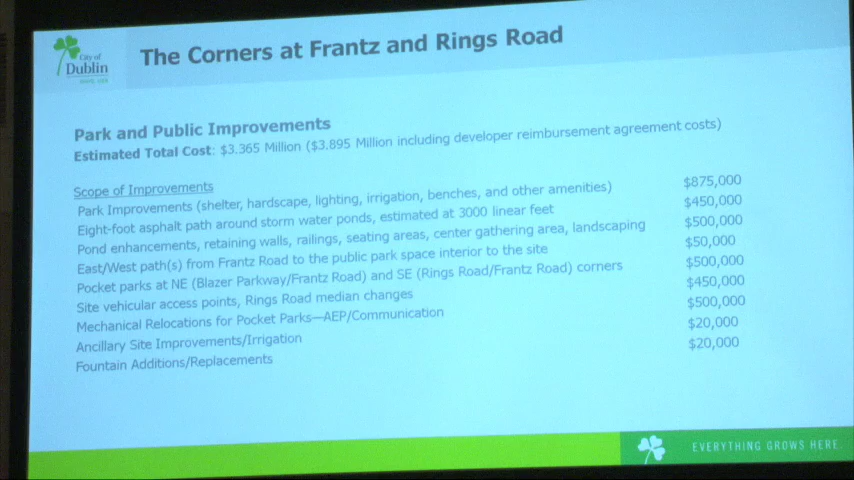 City of
Dublin
The Corners at Frantz and Rings Road
Park and Public Improvements
Estimated Total Cost: $3.365 Million ($3.895 Million including developer reimbursement agreement costs)
Scope of Improvements
Park Improvements (shelter, hardscape, lighting, irrigation, benches, and other amenities) $875,000
Eight-foot asphalt path around storm water ponds, estimated at 3000 linear feet $450,000
Pond enhancements, retaining walls, railings, seating areas, center gathering area, landscaping $500,000
East/West path(s) from Frantz Road to the public park space interior to the site $50,000
Pocket parks at NE (Blazer Parkway/Frantz Road) and SE (Rings Road/Frantz Road) corners $500,000
Site vehicular access points, Rings Road median changes $450,000
Mechanical Relocations for Pocket Parks—AEP/Communication $500,000
Ancillary Site Improvements/Irrigation $20,000
Fountain Additions/Replacements $20,000
EVERYTHING GROWS HERE.